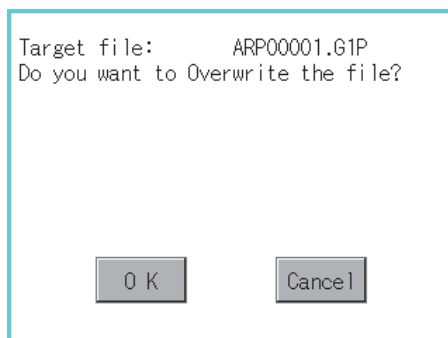 Target file: ARP00001.G1P
Do you want to Overwrite the file?
O K Cancel